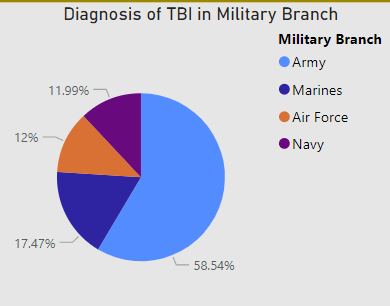 Diagnosis of TBI in Military Branch
Military Branch
Army
Marines
Air Force
Navy
11.99%
12%
17.47%
58.54%